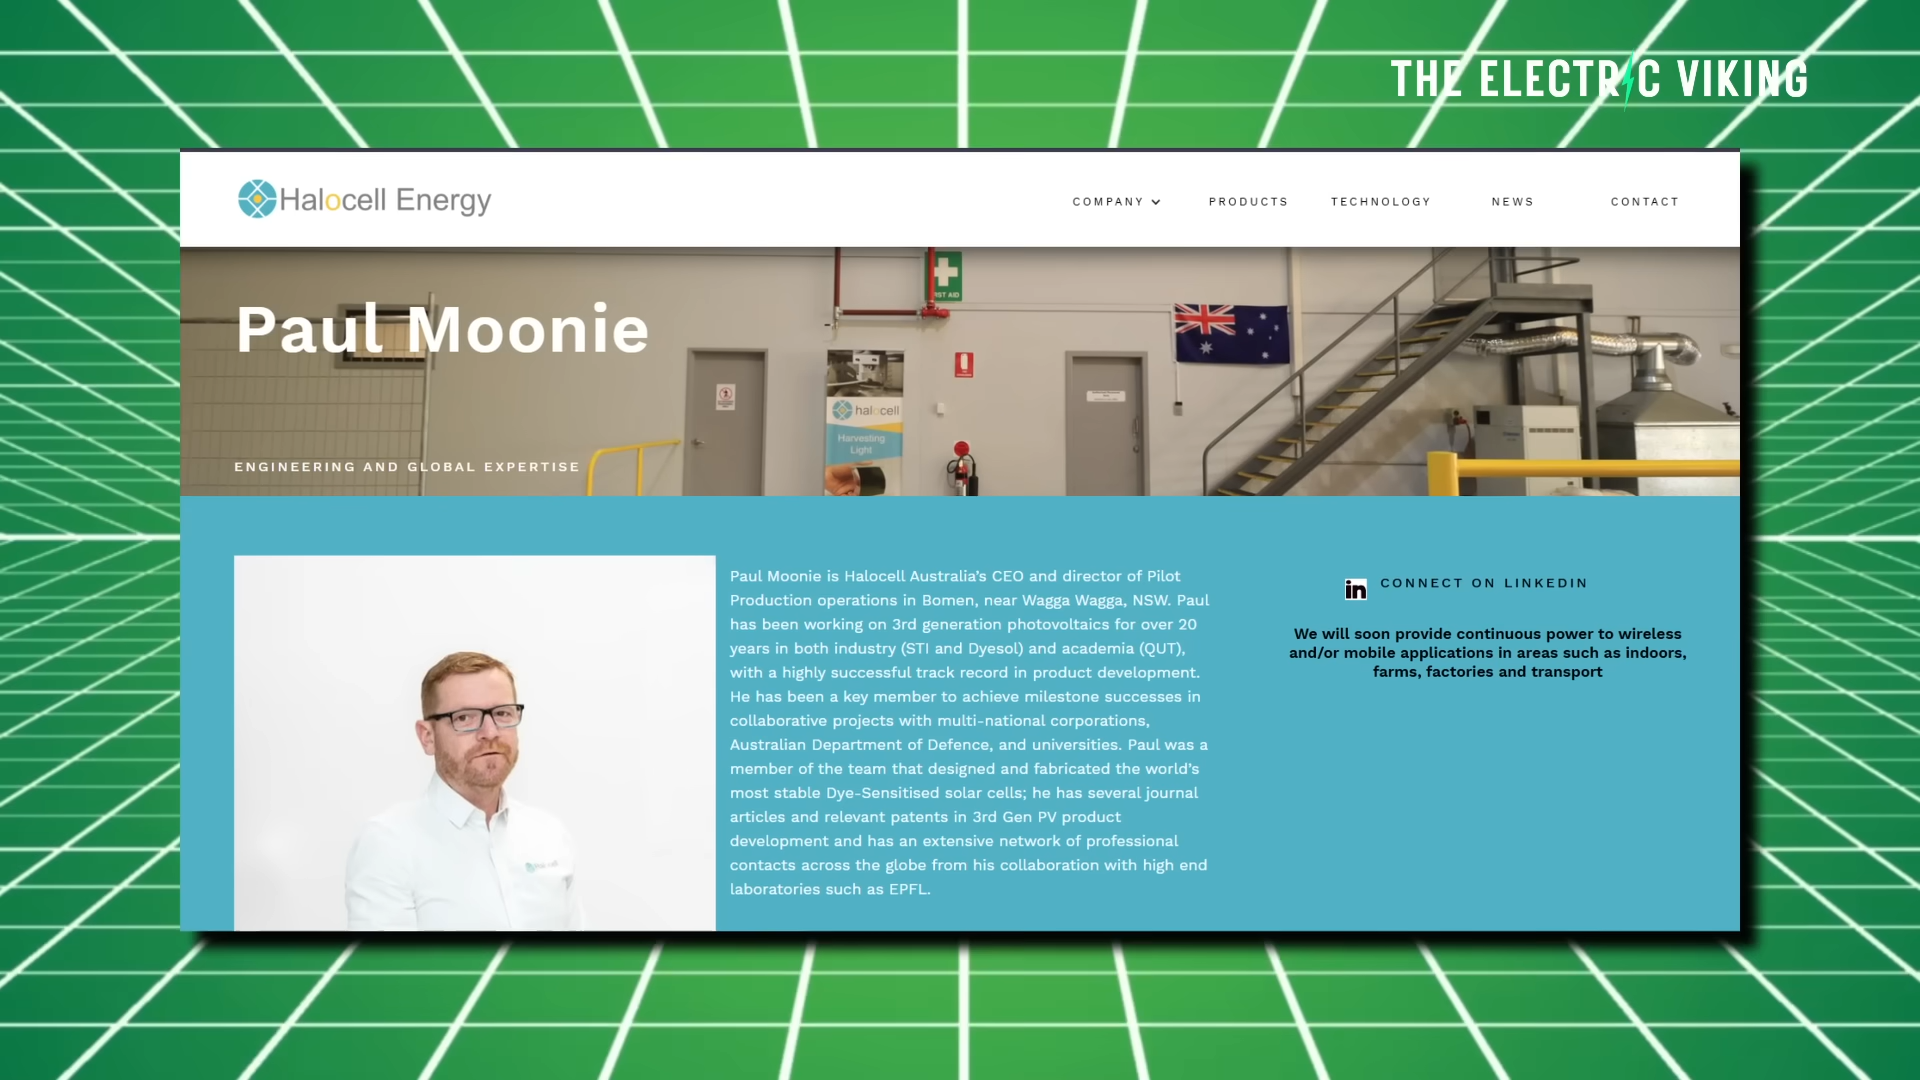 THE ELECTRIC VIKING
Halocell Energy
COMPANY PRODUCTS TECHNOLOGY NEWS CONTACT
Paul Moonie
ENGINEERING AND GLOBAL EXPERTISE
AID
halocell
Harvesting
Light
Paul Moonie is Halocell Australia's CEO and director of Pilot
Production operations in Bomen, near Wagga Wagga, NSW. Paul
has been working on 3rd generation photovoltaics for over 20
years in both industry (STI and Dyesol) and academia (QUT),
with a highly successful track record in product development.
He has been a key member to achieve milestone successes in
collaborative projects with multi-national corporations,
Australian Department of Defence, and universities. Paul was a
member of the team that designed and fabricated the world's
most stable Dye-Sensitised solar cells; he has several journal
articles and relevant patents in 3rd Gen PV product
development and has an extensive network of professional
contacts across the globe from his collaboration with high end
laboratories such as EPFL.
in CONNECT ON LINKEDIN
We will soon provide continuous power to wireless
and/or mobile applications in areas such as indoors,
farms, factories and transport